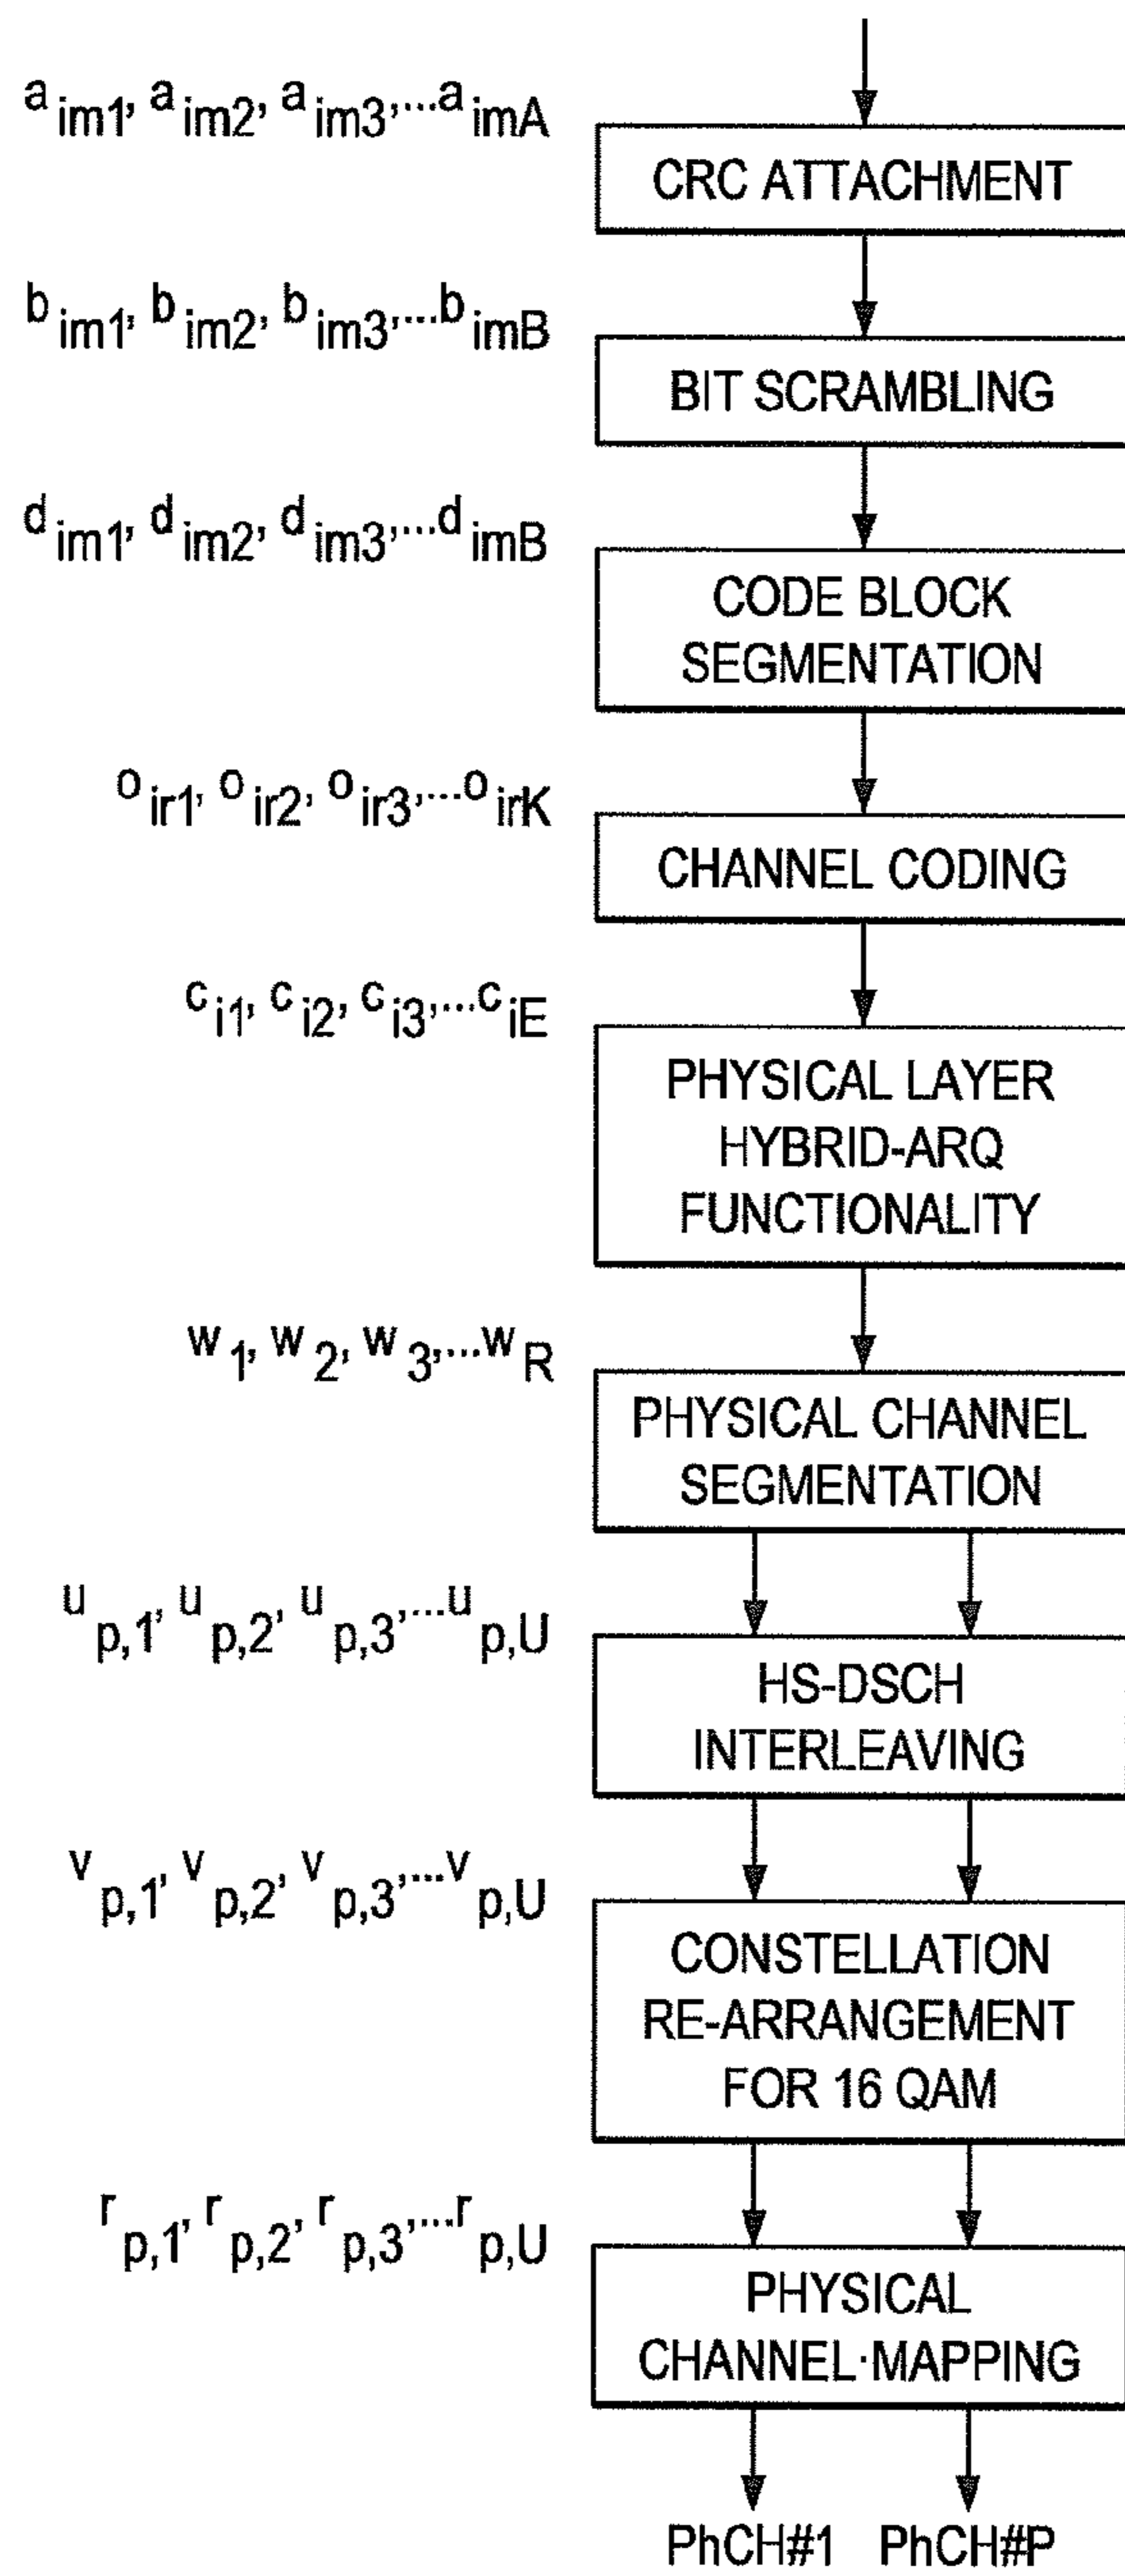 a im1, a im2, a im3,...a imA
CRC ATTACHMENT
b im1, b im2, b im3,...b imB
BIT SCRAMBLING
d im1, d im2, d im3,...d imB
CODE BLOCK
SEGMENTATION
o ir1, o ir2, o ir3,...o irK
CHANNEL CODING
c i1, c i2, c i3,...c iE
PHYSICAL LAYER
HYBRID-ARQ
FUNCTIONALITY
w 1, w 2, w 3,...w R
PHYSICAL CHANNEL
SEGMENTATION
u p,1, u p,2, u p,3,...u p,U
HS-DSCH
INTERLEAVING
v p,1, v p,2, v p,3,...v p,U
CONSTELLATION
RE-ARRANGEMENT
FOR 16 QAM
r p,1, r p,2, r p,3,...r p,U
PHYSICAL
CHANNEL·MAPPING
PhCH#1 PhCH#P